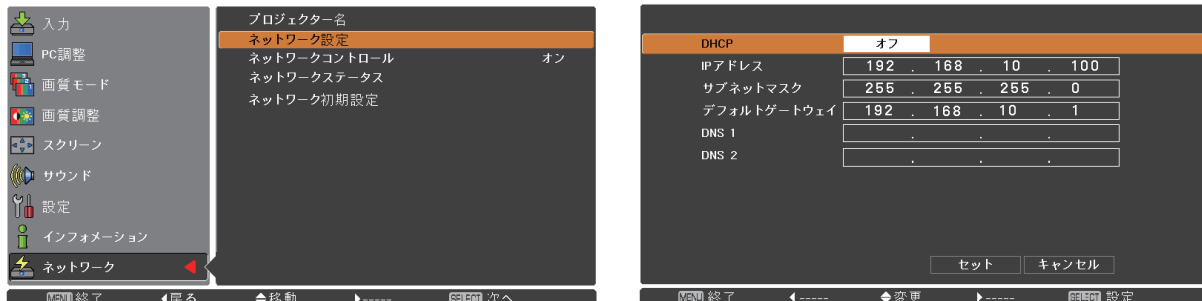 入力
PC調整
画質モード
画質調整
スクリーン
サウンド
設定
インフォメーション
ネットワーク
プロジェクター名
ネットワーク設定
ネットワークコントロール オン
ネットワークステータス
ネットワーク初期設定
MENU 終了 ◀戻る ◆移動 ▶----- SELECT 次へ
DHCP オフ
IPアドレス 192 . 168 . 10 . 100
サブネットマスク 255 . 255 . 255 . 0
デフォルトゲートウェイ 192 . 168 . 10 . 1
DNS 1 . . .
DNS 2 . . .
セット キャンセル
MENU 終了 ◀ ----- ◆変更 ▶----- SELECT 設定